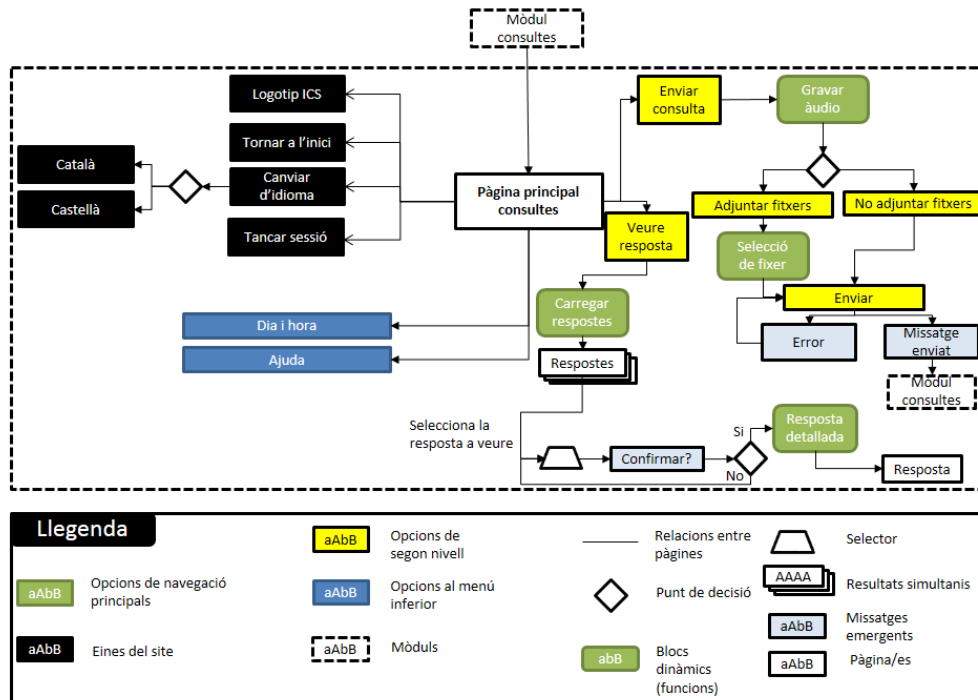 Mòdul
consultes
Logotip ICS
Tornar a l'inici
Canviar
d'idioma
Tancar sessió
Català
Castellà
Pàgina principal
consultes
Enviar
consulta
Gravar
àudio
Veure
resposta
Adjuntar fitxers
No adjuntar fitxers
Selecció
de fixer
Enviar
Error
Missatge
enviat
Mòdul
consultes
Dia i hora
Ajuda
Carregar
respostes
Respostes
Selecciona la
resposta a veure
Confirmar?
Si
No
Resposta
detallada
Resposta
Llegenda
aAbB
Opcions de navegació
principals
aAbB
Eines del site
aAbB
Opcions de
segon nivell
aAbB
Opcions al menú
inferior
aAbB
Mòduls
Relacions entre
pàgines
Punt de decisió
abB
Blocs
dinàmics
(funcions)
Selector
AAAA
Resultats simultanis
aAbB
Missatges
emergents
aAbB
Pàgina/es